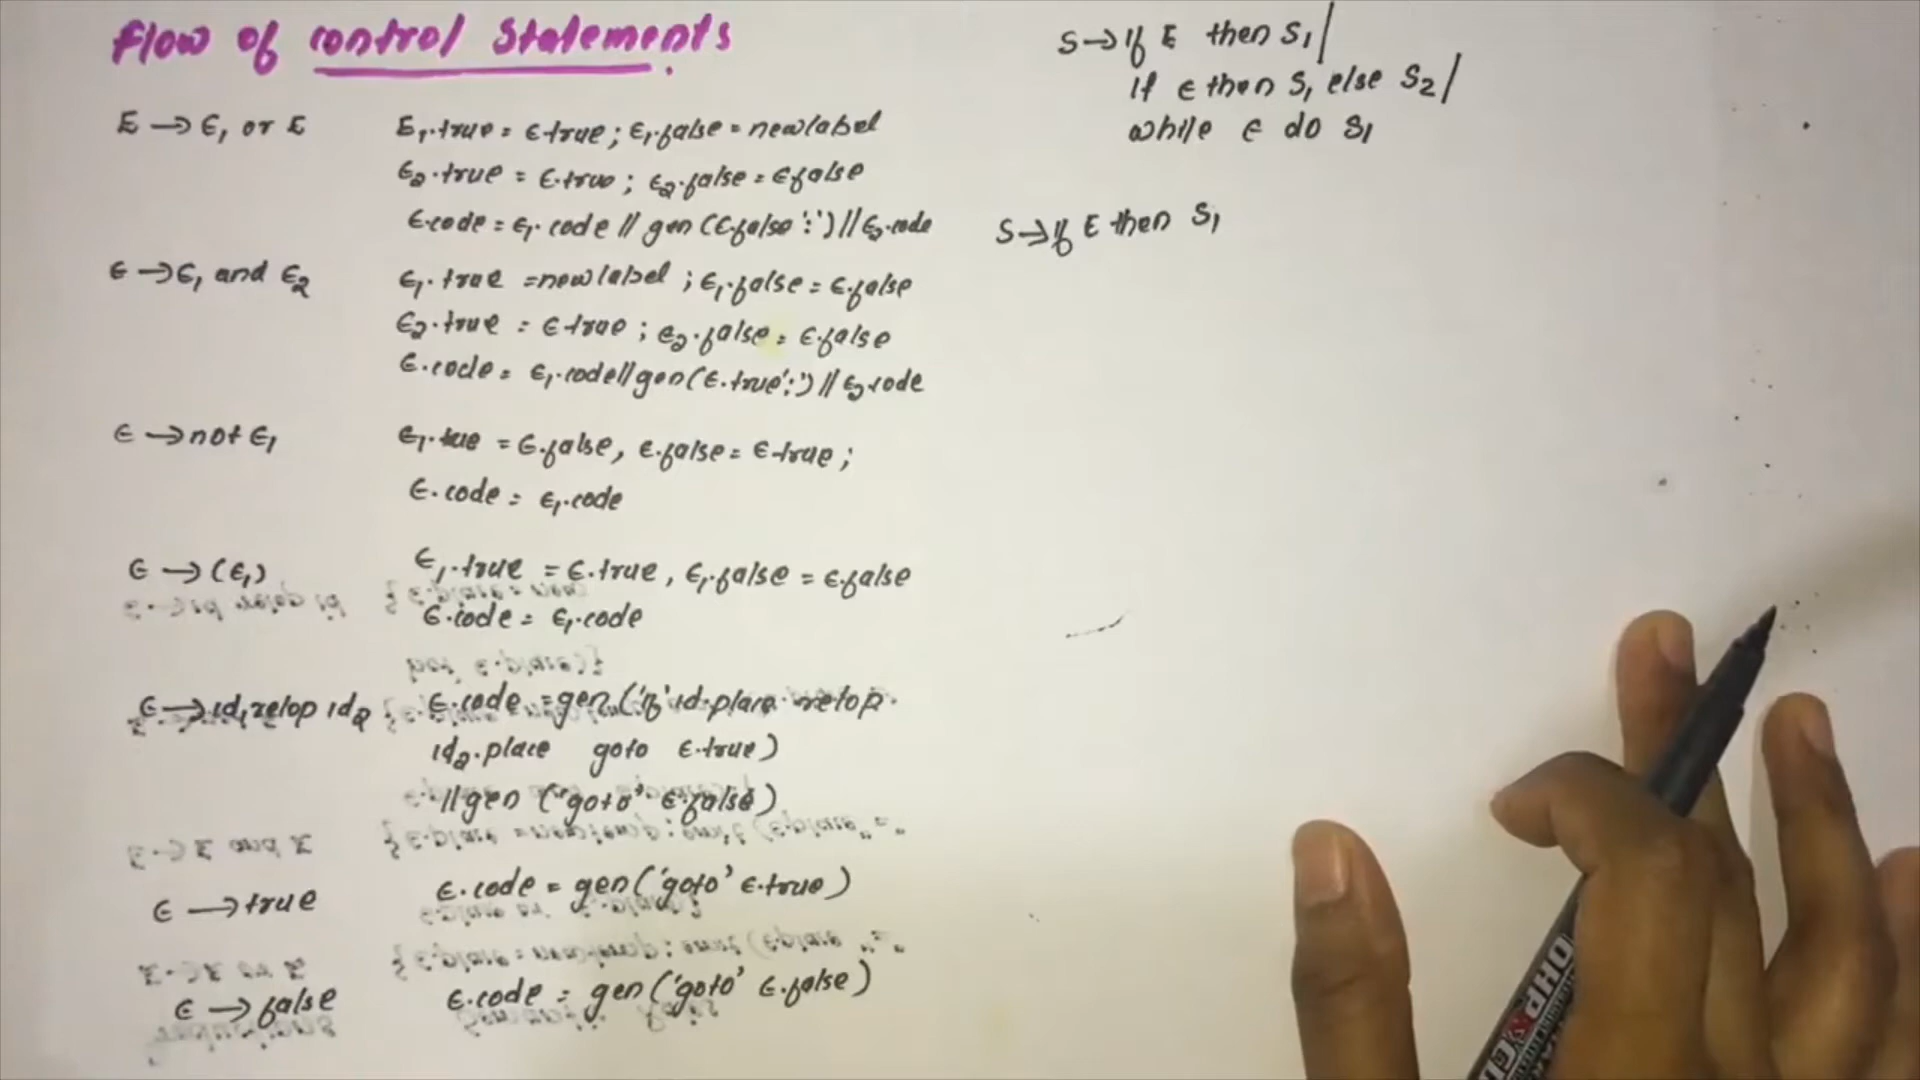 Flow of control Statements
E → E1 or E E1.true = E.true ; E1.false = newlabel
E2.true = E.true ; E2.false = E.false
E.code = E1.code // gen(E.false ':') // E2.code
E → E1 and E2 E1.true = newlabel ; E1.false = E.false
E2.true = E.true ; E2.false = E.false
E.code = E1.code // gen(E.true ':') // E2.code
E → not E1 E1.true = E.false, E.false = E.true ;
E.code = E1.code
E → (E1) E1.true = E.true, E1.false = E.false
E.code = E1.code
E → id1 relop id2 E.code = gen('if' id.place relop.
id2.place goto E.true)
// gen ('goto' E.false)
E → true E.code = gen('goto' E.true)
E → false E.code = gen('goto' E.false)
S → If E then S1 |
If E then S1 else S2 |
while E do S1
S → If E then S1
OHP